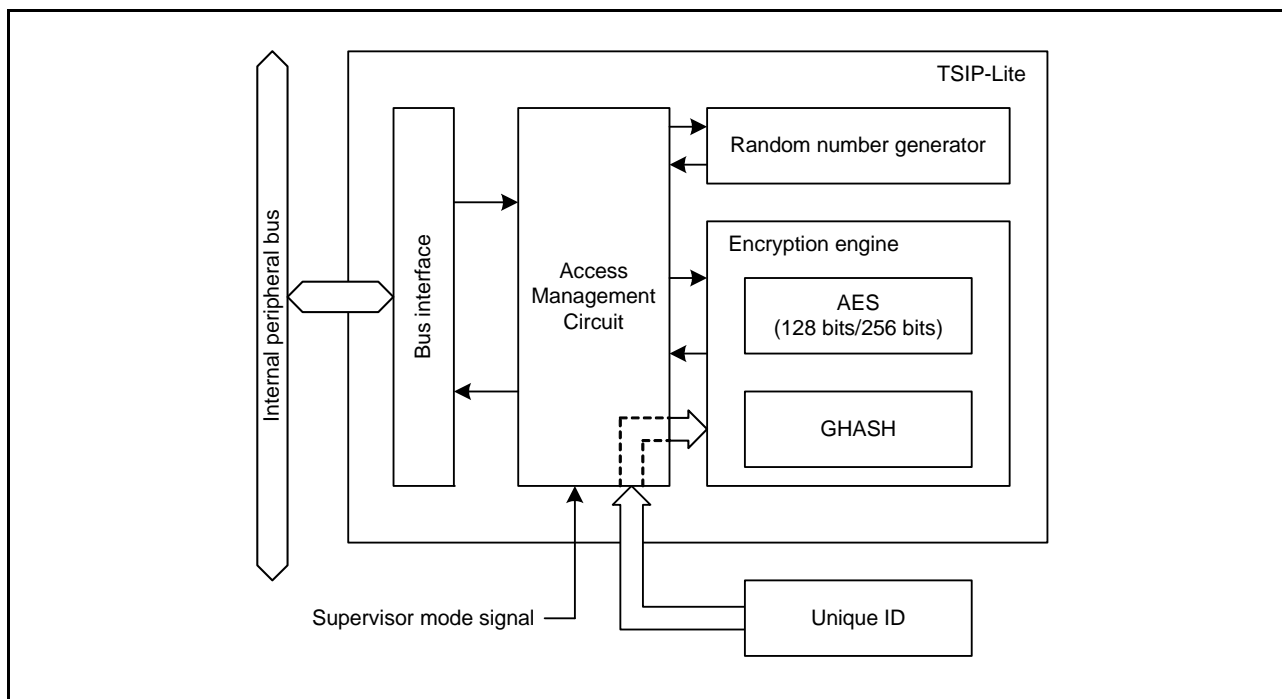 TSIP-Lite
Internal peripheral bus
Bus interface
Access
Management
Circuit
Random number generator
Encryption engine
AES
(128 bits/256 bits)
GHASH
Supervisor mode signal
Unique ID